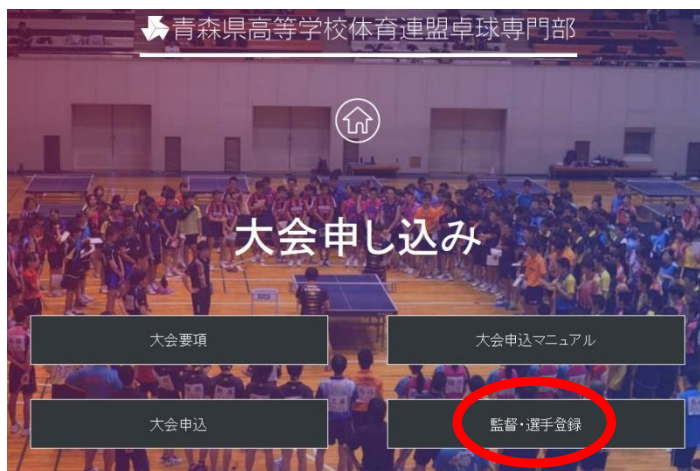 青森県高等学校体育連盟卓球専門部
大会申し込み
大会要項
大会申込マニュアル
大会申込
監督・選手登録